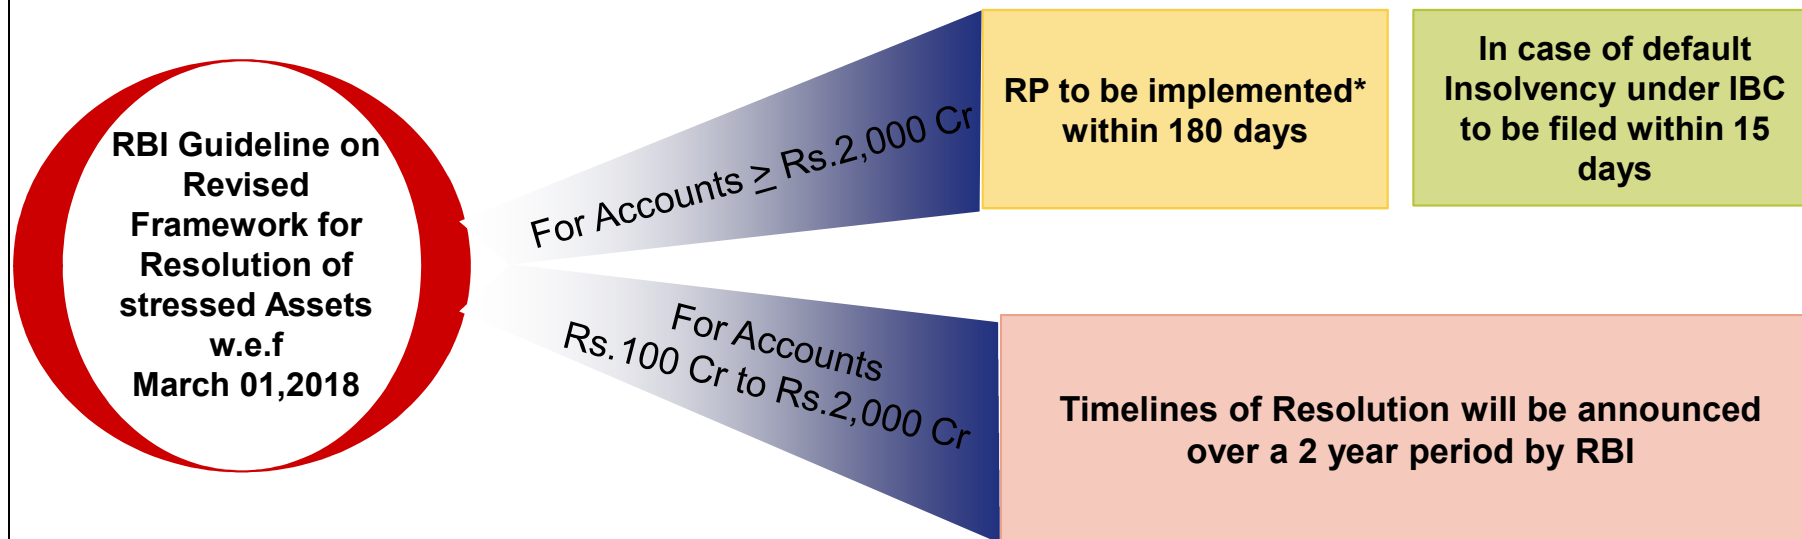 RBI Guideline on
Revised
Framework for
Resolution of
stressed Assets
w.e.f
March 01,2018
For Accounts ≥ Rs.2,000 Cr
RP to be implemented*
within 180 days
In case of default
Insolvency under IBC
to be filed within 15
days
For Accounts
Rs.100 Cr to Rs.2,000 Cr
Timelines of Resolution will be announced
over a 2 year period by RBI